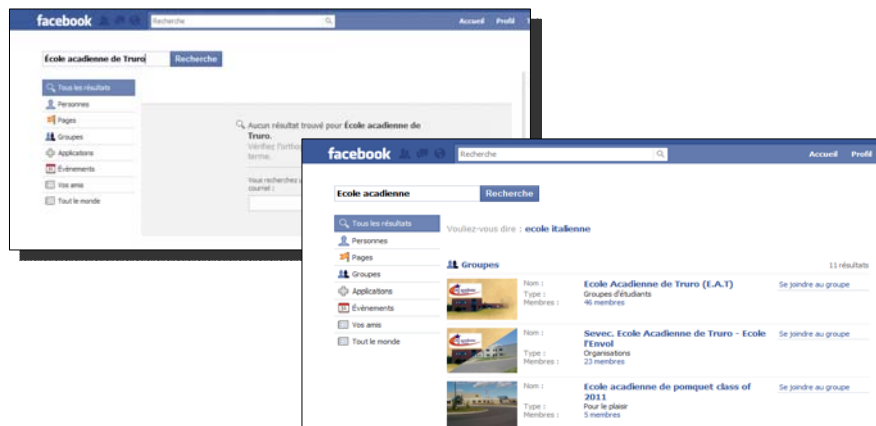 facebook
Recherche
Accueil Profil
École acadienne de Truro
Recherche
Tous les résultats
Personnes
Pages
Groupes
Applications
Événements
Vos amis
Tout le monde
Aucun résultat trouvé pour École acadienne de
Truro.
Vérifiez l'ortho
terme.
Vous recherchez
courriel :
facebook
Recherche
Accueil Profil
Ecole acadienne
Recherche
Tous les résultats
Personnes
Pages
Groupes
Applications
Événements
Vos amis
Tout le monde
Vouliez-vous dire : ecole italienne
Groupes
11 résultats
Nom : Ecole Acadienne de Truro (E.A.T) Se joindre au groupe
Type : Groupes d'étudiants
Membres : 46 membres
Nom : Sevec. Ecole Acadienne de Truro - Ecole Se joindre au groupe
l'Envol
Type : Organisations
Membres : 23 membres
Nom : Ecole acadienne de pomquet class of Se joindre au groupe
2011
Type : Pour le plaisir
Membres : 5 membres